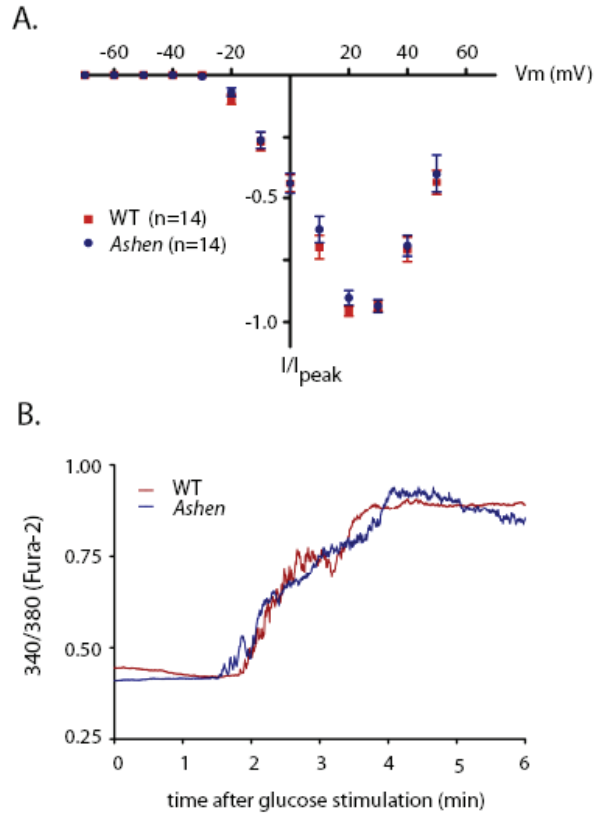 A.
-60 -40 -20 20 40 60 Vm (mV)
-0.5
WT (n=14)
Ashen (n=14)
-1.0
I/Ipeak
B.
1.00
WT
Ashen
0.75
340/380 (Fura-2)
0.50
0.25
0 1 2 3 4 5 6
time after glucose stimulation (min)